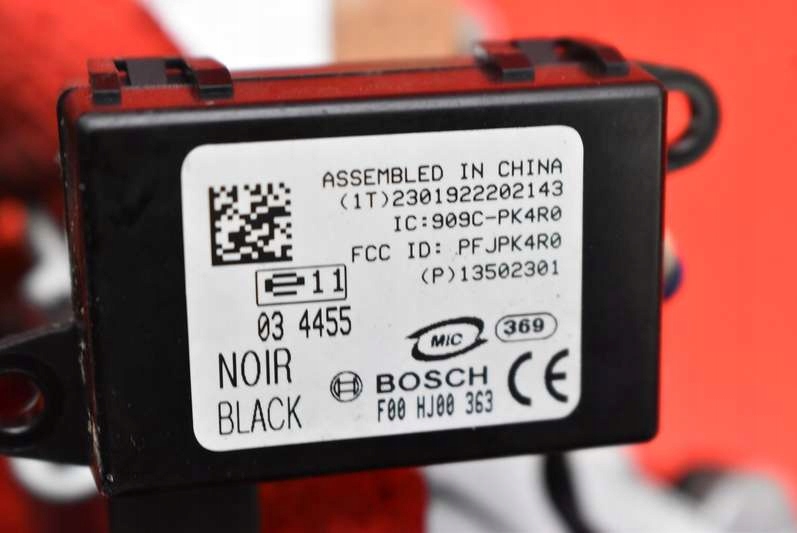 ASSEMBLED IN CHINA
(1T)2301922202143
IC:909C-PK4R0
FCC ID: PFJPK4R0
(P)13502301
e11
03 4455
MIC
369
NOIR
BLACK
BOSCH
F00 HJ00 363
CE